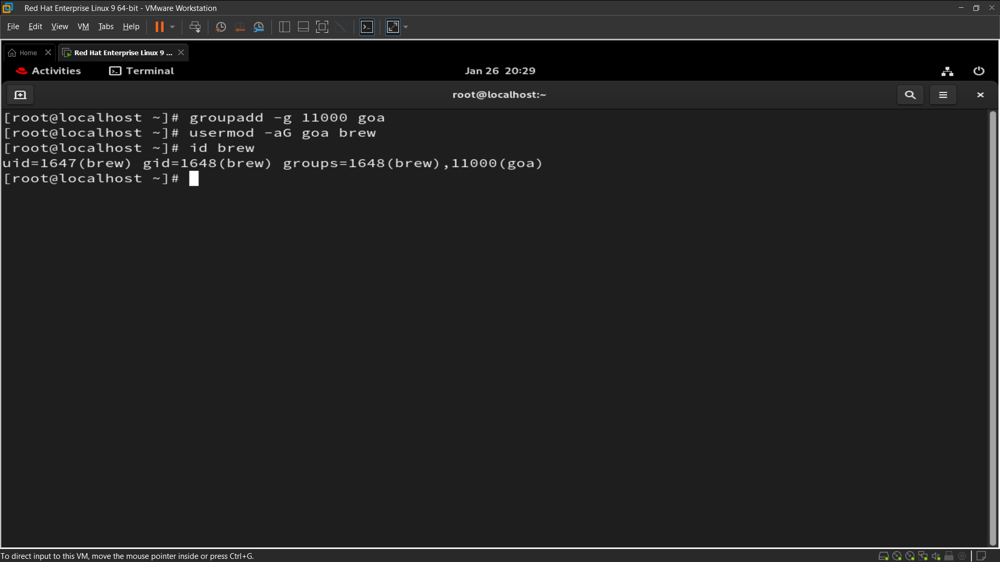 Red Hat Enterprise Linux 9 64-bit - VMware Workstation
File Edit View VM Tabs Help
Home Red Hat Enterprise Linux 9 ...
Activities Terminal Jan 26 20:29
root@localhost:~
[root@localhost ~]# groupadd -g 11000 goa
[root@localhost ~]# usermod -aG goa brew
[root@localhost ~]# id brew
uid=1647(brew) gid=1648(brew) groups=1648(brew),11000(goa)
[root@localhost ~]#
To direct input to this VM, move the mouse pointer inside or press Ctrl+G.